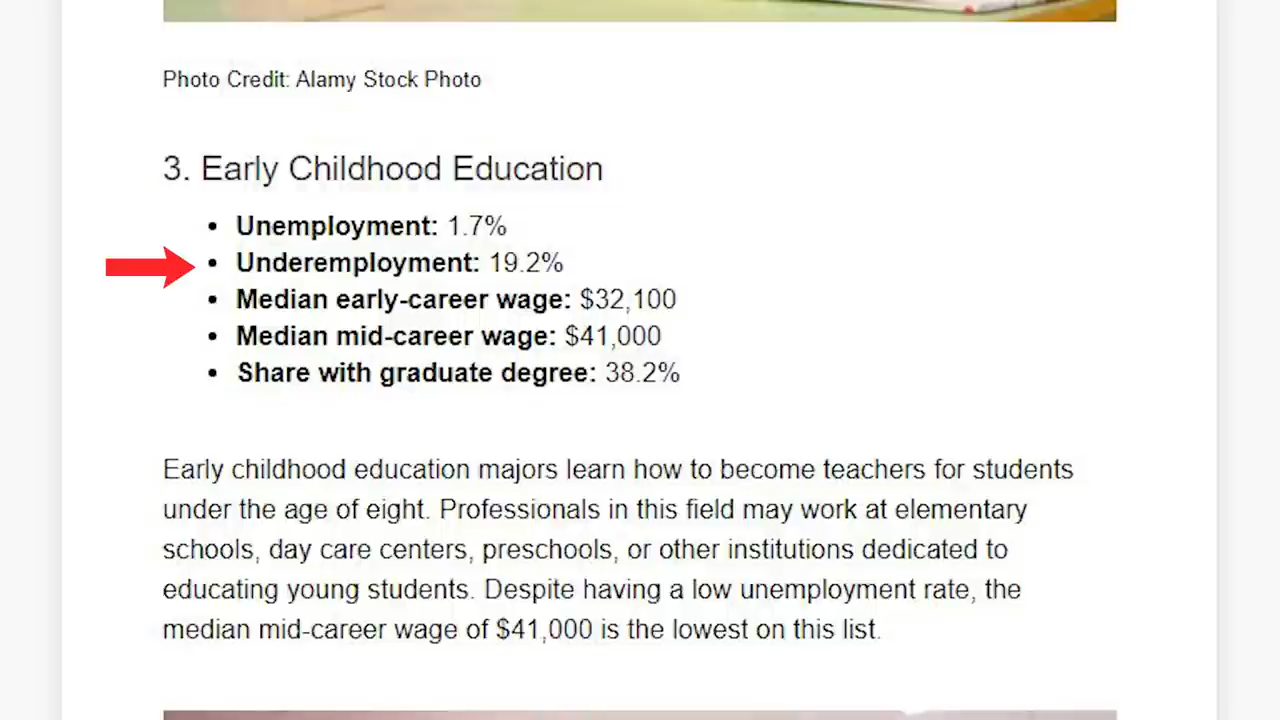 Photo Credit: Alamy Stock Photo
3. Early Childhood Education
• Unemployment: 1.7%
• Underemployment: 19.2%
• Median early-career wage: $32,100
• Median mid-career wage: $41,000
• Share with graduate degree: 38.2%
Early childhood education majors learn how to become teachers for students
under the age of eight. Professionals in this field may work at elementary
schools, day care centers, preschools, or other institutions dedicated to
educating young students. Despite having a low unemployment rate, the
median mid-career wage of $41,000 is the lowest on this list.